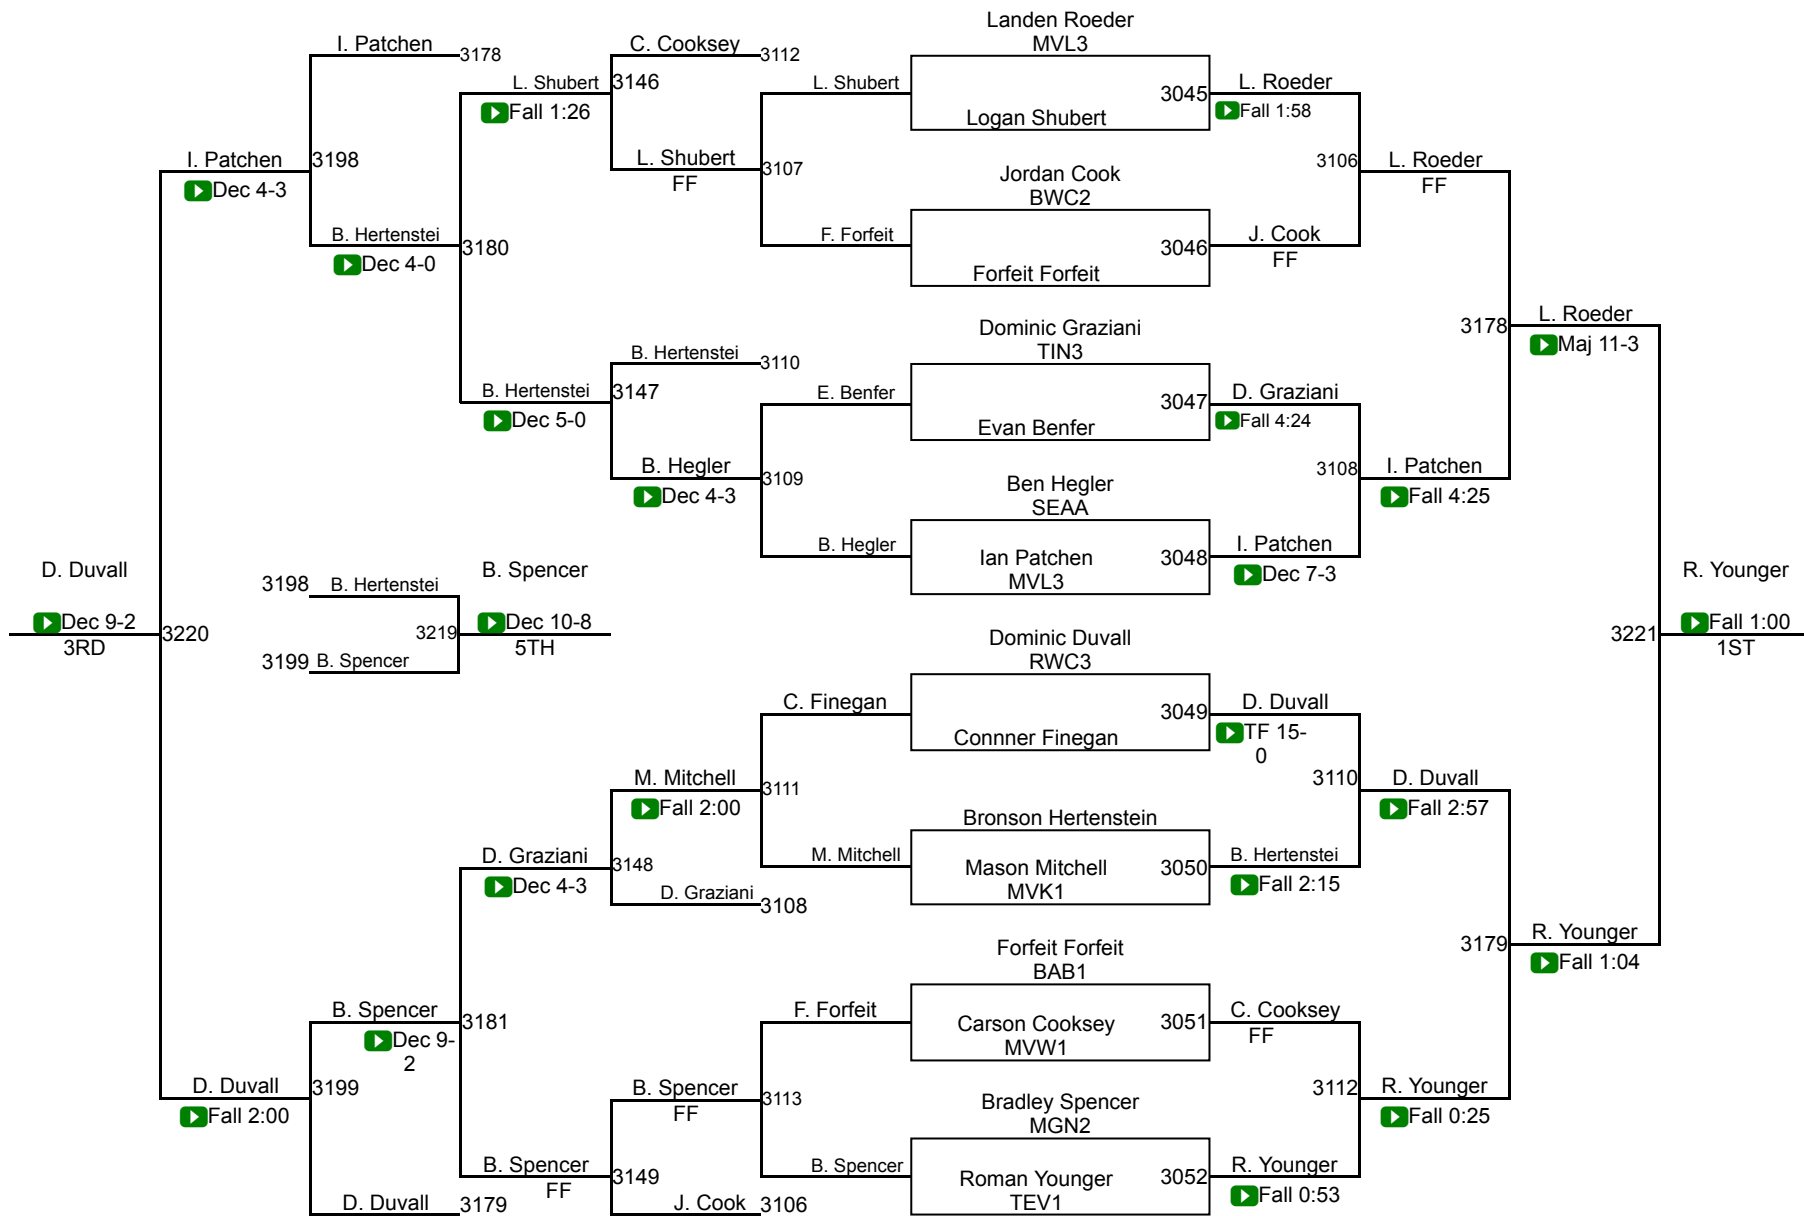 Landen Roeder
MVL3
I. Patchen
3178
C. Cooksey
3112
L. Shubert
3146
Fall 1:26
L. Shubert
3045
L. Roeder
Fall 1:58
Logan Shubert
I. Patchen
3198
Dec 4-3
L. Shubert
FF
3107
Jordan Cook
BWC2
3106
L. Roeder
FF
B. Hertenstei
3180
Dec 4-0
F. Forfeit
3046
J. Cook
FF
Forfeit Forfeit
Dominic Graziani
TIN3
3178
L. Roeder
Maj 11-3
B. Hertenstei
3110
B. Hertenstei
3147
Dec 5-0
E. Benfer
3047
D. Graziani
Fall 4:24
Evan Benfer
B. Hegler
3109
Dec 4-3
Ben Hegler
SEAA
3108
I. Patchen
Fall 4:25
B. Hegler
Ian Patchen
MVL3
3048
I. Patchen
Dec 7-3
D. Duvall
Dec 9-2
3RD
3220
3198
B. Hertenstei
3219
3199
B. Spencer
B. Spencer
Dec 10-8
5TH
R. Younger
3221
Fall 1:00
1ST
Dominic Duvall
RWC3
C. Finegan
3049
D. Duvall
TF 15-
0
Connner Finegan
M. Mitchell
3111
Fall 2:00
3110
D. Duvall
Fall 2:57
Bronson Hertenstein
D. Graziani
3148
Dec 4-3
M. Mitchell
Mason Mitchell
MVK1
3050
B. Hertenstei
Fall 2:15
D. Graziani
3108
Forfeit Forfeit
BAB1
3179
R. Younger
Fall 1:04
B. Spencer
3181
Dec 9-
2
F. Forfeit
Carson Cooksey
MVW1
3051
C. Cooksey
FF
D. Duvall
3199
Fall 2:00
B. Spencer
FF
3113
Bradley Spencer
MGN2
3112
R. Younger
Fall 0:25
B. Spencer
FF
3149
B. Spencer
Roman Younger
TEV1
3052
R. Younger
Fall 0:53
D. Duvall
3179
J. Cook
3106